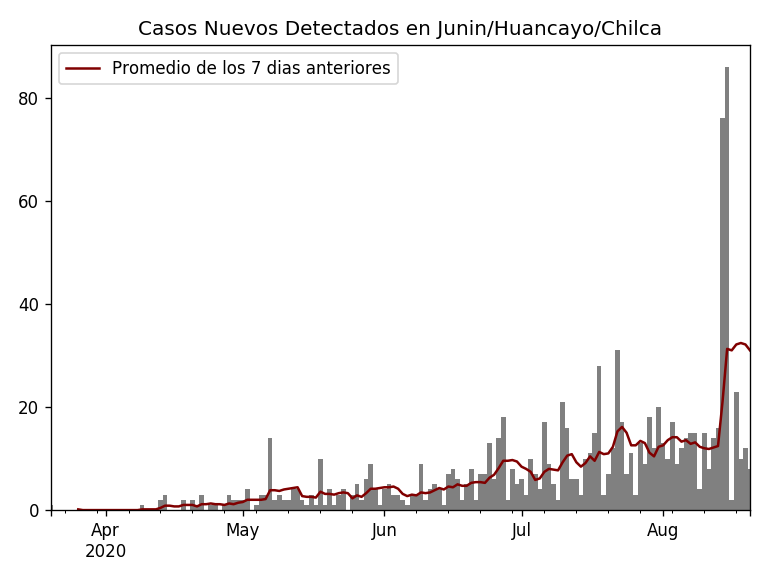 Casos Nuevos Detectados en Junin/Huancayo/Chilca
Promedio de los 7 dias anteriores
80
60
40
20
0
Apr
2020
May
Jun
Jul
Aug